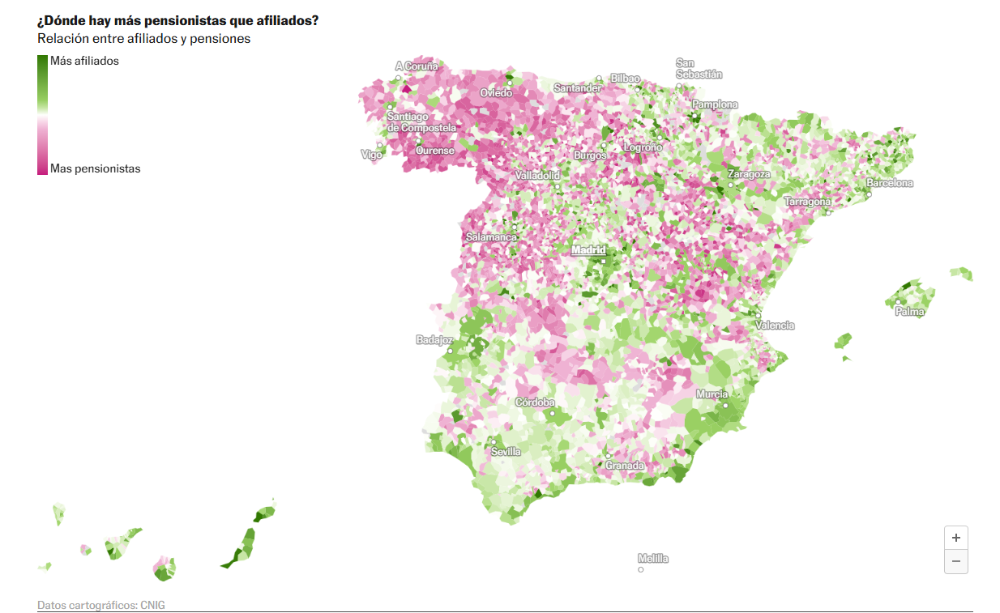 ¿Dónde hay más pensionistas que afiliados?
Relación entre afiliados y pensiones
Más afiliados
Mas pensionistas
A Coruña
Oviedo
Santander
Bilbao
San
Sebastián
Pamplona
Santiago
de Compostela
Vigo
Ourense
Burgos
Logroño
Valladolid
Zaragoza
Barcelona
Tarragona
Salamanca
Madrid
Palma
Valencia
Badajoz
Murcia
Córdoba
Sevilla
Granada
Melilla
+
−
Datos cartográficos: CNIG